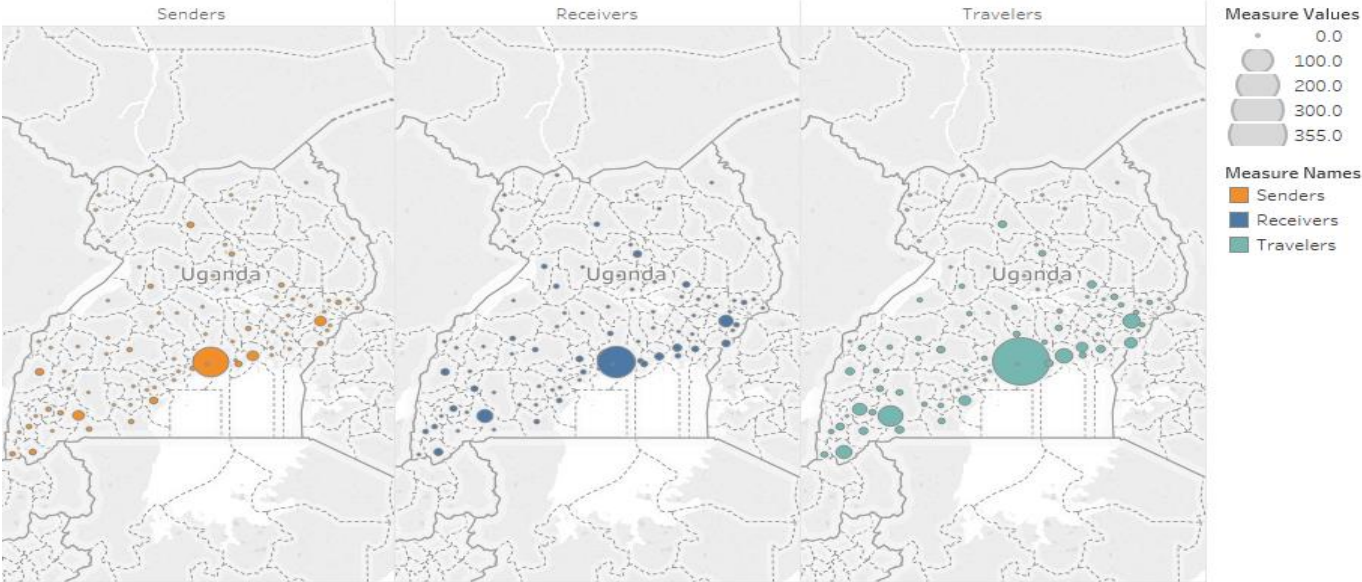 Senders
Receivers
Travelers
Uganda
Uganda
Uganda
Measure Values
0.0
100.0
200.0
300.0
355.0
Measure Names
Senders
Receivers
Travelers